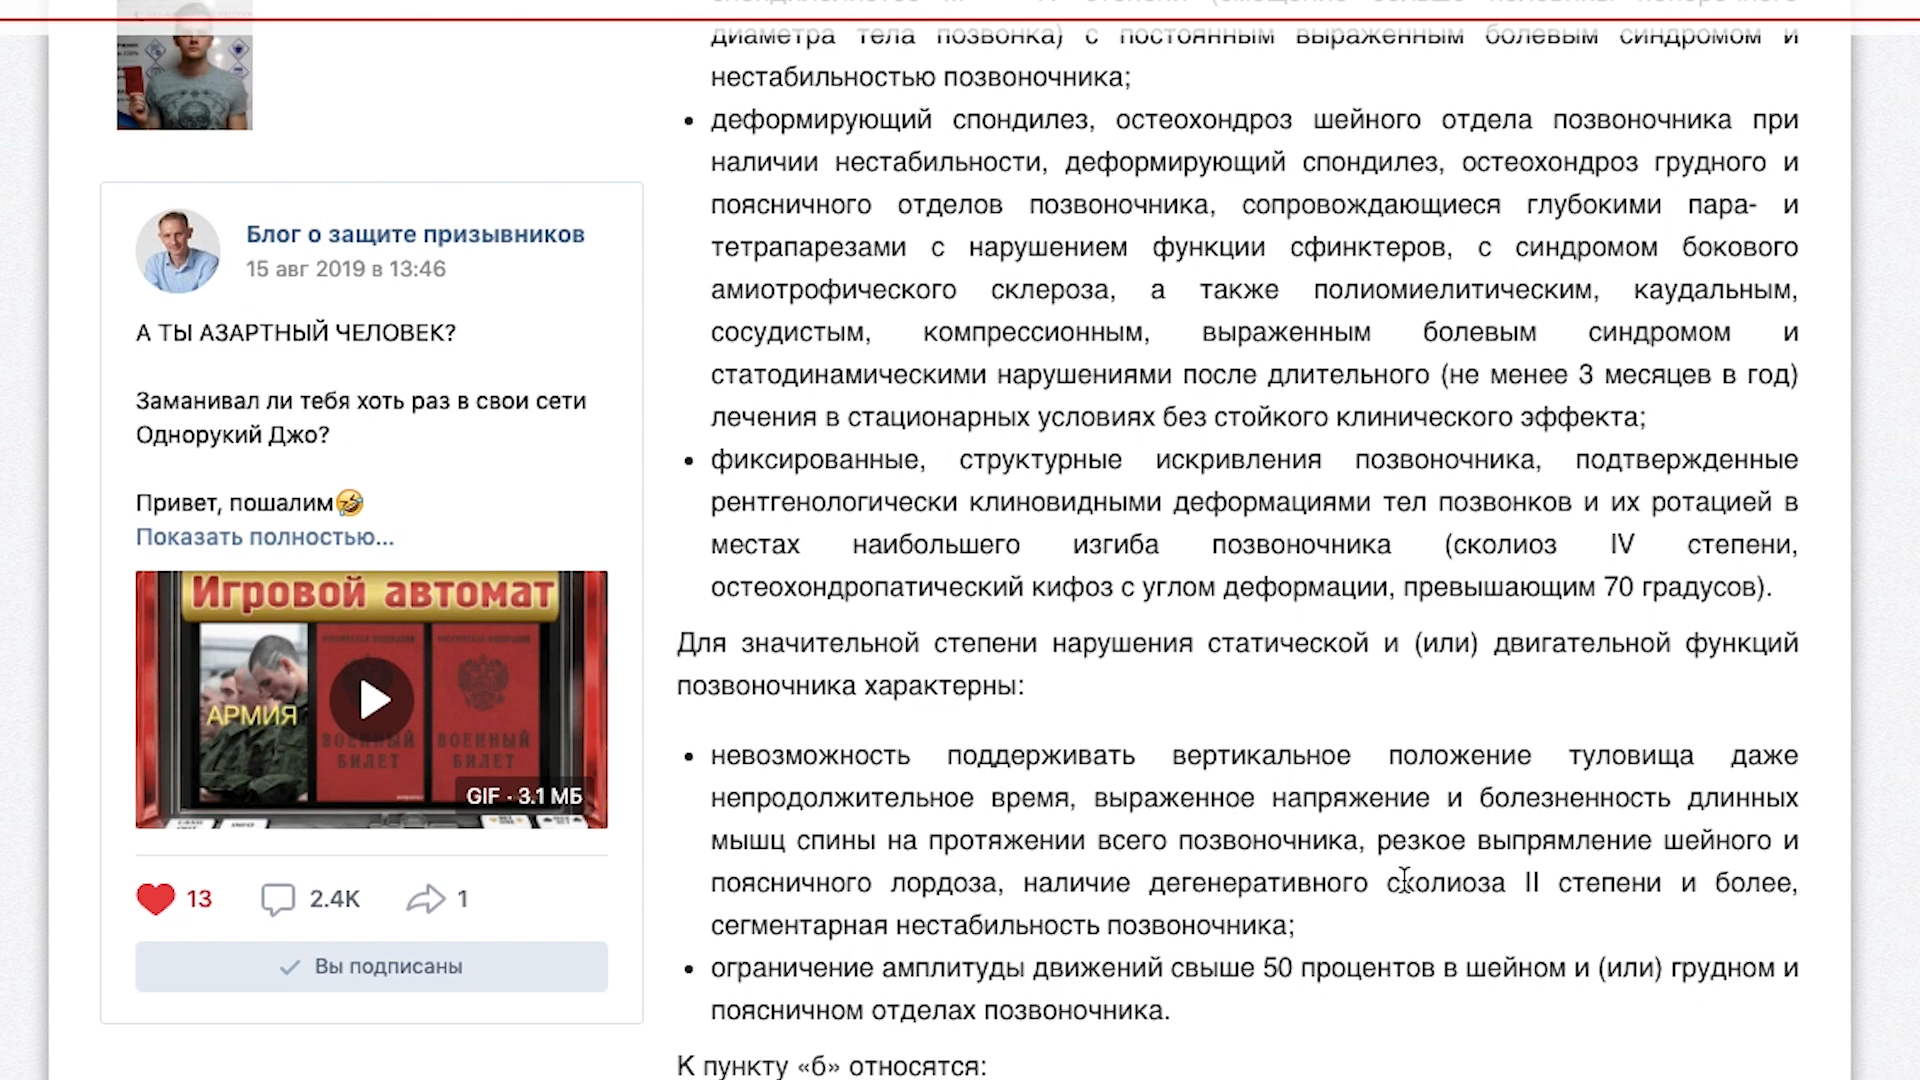 диаметра тела позвонка) с постоянным выраженным болевым синдромом и
нестабильностью позвоночника;
• деформирующий спондилез, остеохондроз шейного отдела позвоночника при
наличии нестабильности, деформирующий спондилез, остеохондроз грудного и
поясничного отделов позвоночника, сопровождающиеся глубокими пара- и
тетрапарезами с нарушением функции сфинктеров, с синдромом бокового
амиотрофического склероза, а также полиомиелитическим, каудальным,
сосудистым, компрессионным, выраженным болевым синдромом и
статодинамическими нарушениями после длительного (не менее 3 месяцев в год)
лечения в стационарных условиях без стойкого клинического эффекта;
• фиксированные, структурные искривления позвоночника, подтвержденные
рентгенологически клиновидными деформациями тел позвонков и их ротацией в
местах наибольшего изгиба позвоночника (сколиоз IV степени,
остеохондропатический кифоз с углом деформации, превышающим 70 градусов).
Для значительной степени нарушения статической и (или) двигательной функций
позвоночника характерны:
• невозможность поддерживать вертикальное положение туловища даже
непродолжительное время, выраженное напряжение и болезненность длинных
мышц спины на протяжении всего позвоночника, резкое выпрямление шейного и
поясничного лордоза, наличие дегенеративного сколиоза II степени и более,
сегментарная нестабильность позвоночника;
• ограничение амплитуды движений свыше 50 процентов в шейном и (или) грудном и
поясничном отделах позвоночника.
К пункту «б» относятся:
Блог о защите призывников
15 авг 2019 в 13:46
А ТЫ АЗАРТНЫЙ ЧЕЛОВЕК?
Заманивал ли тебя хоть раз в свои сети
Однорукий Джо?
Привет, пошалим🤣
Показать полностью...
Игровой автомат
АРМИЯ
ВОЕННЫЙ БИЛЕТ
ВОЕННЫЙ БИЛЕТ
GIF · 3.1 МБ
13
2.4K
1
Вы подписаны